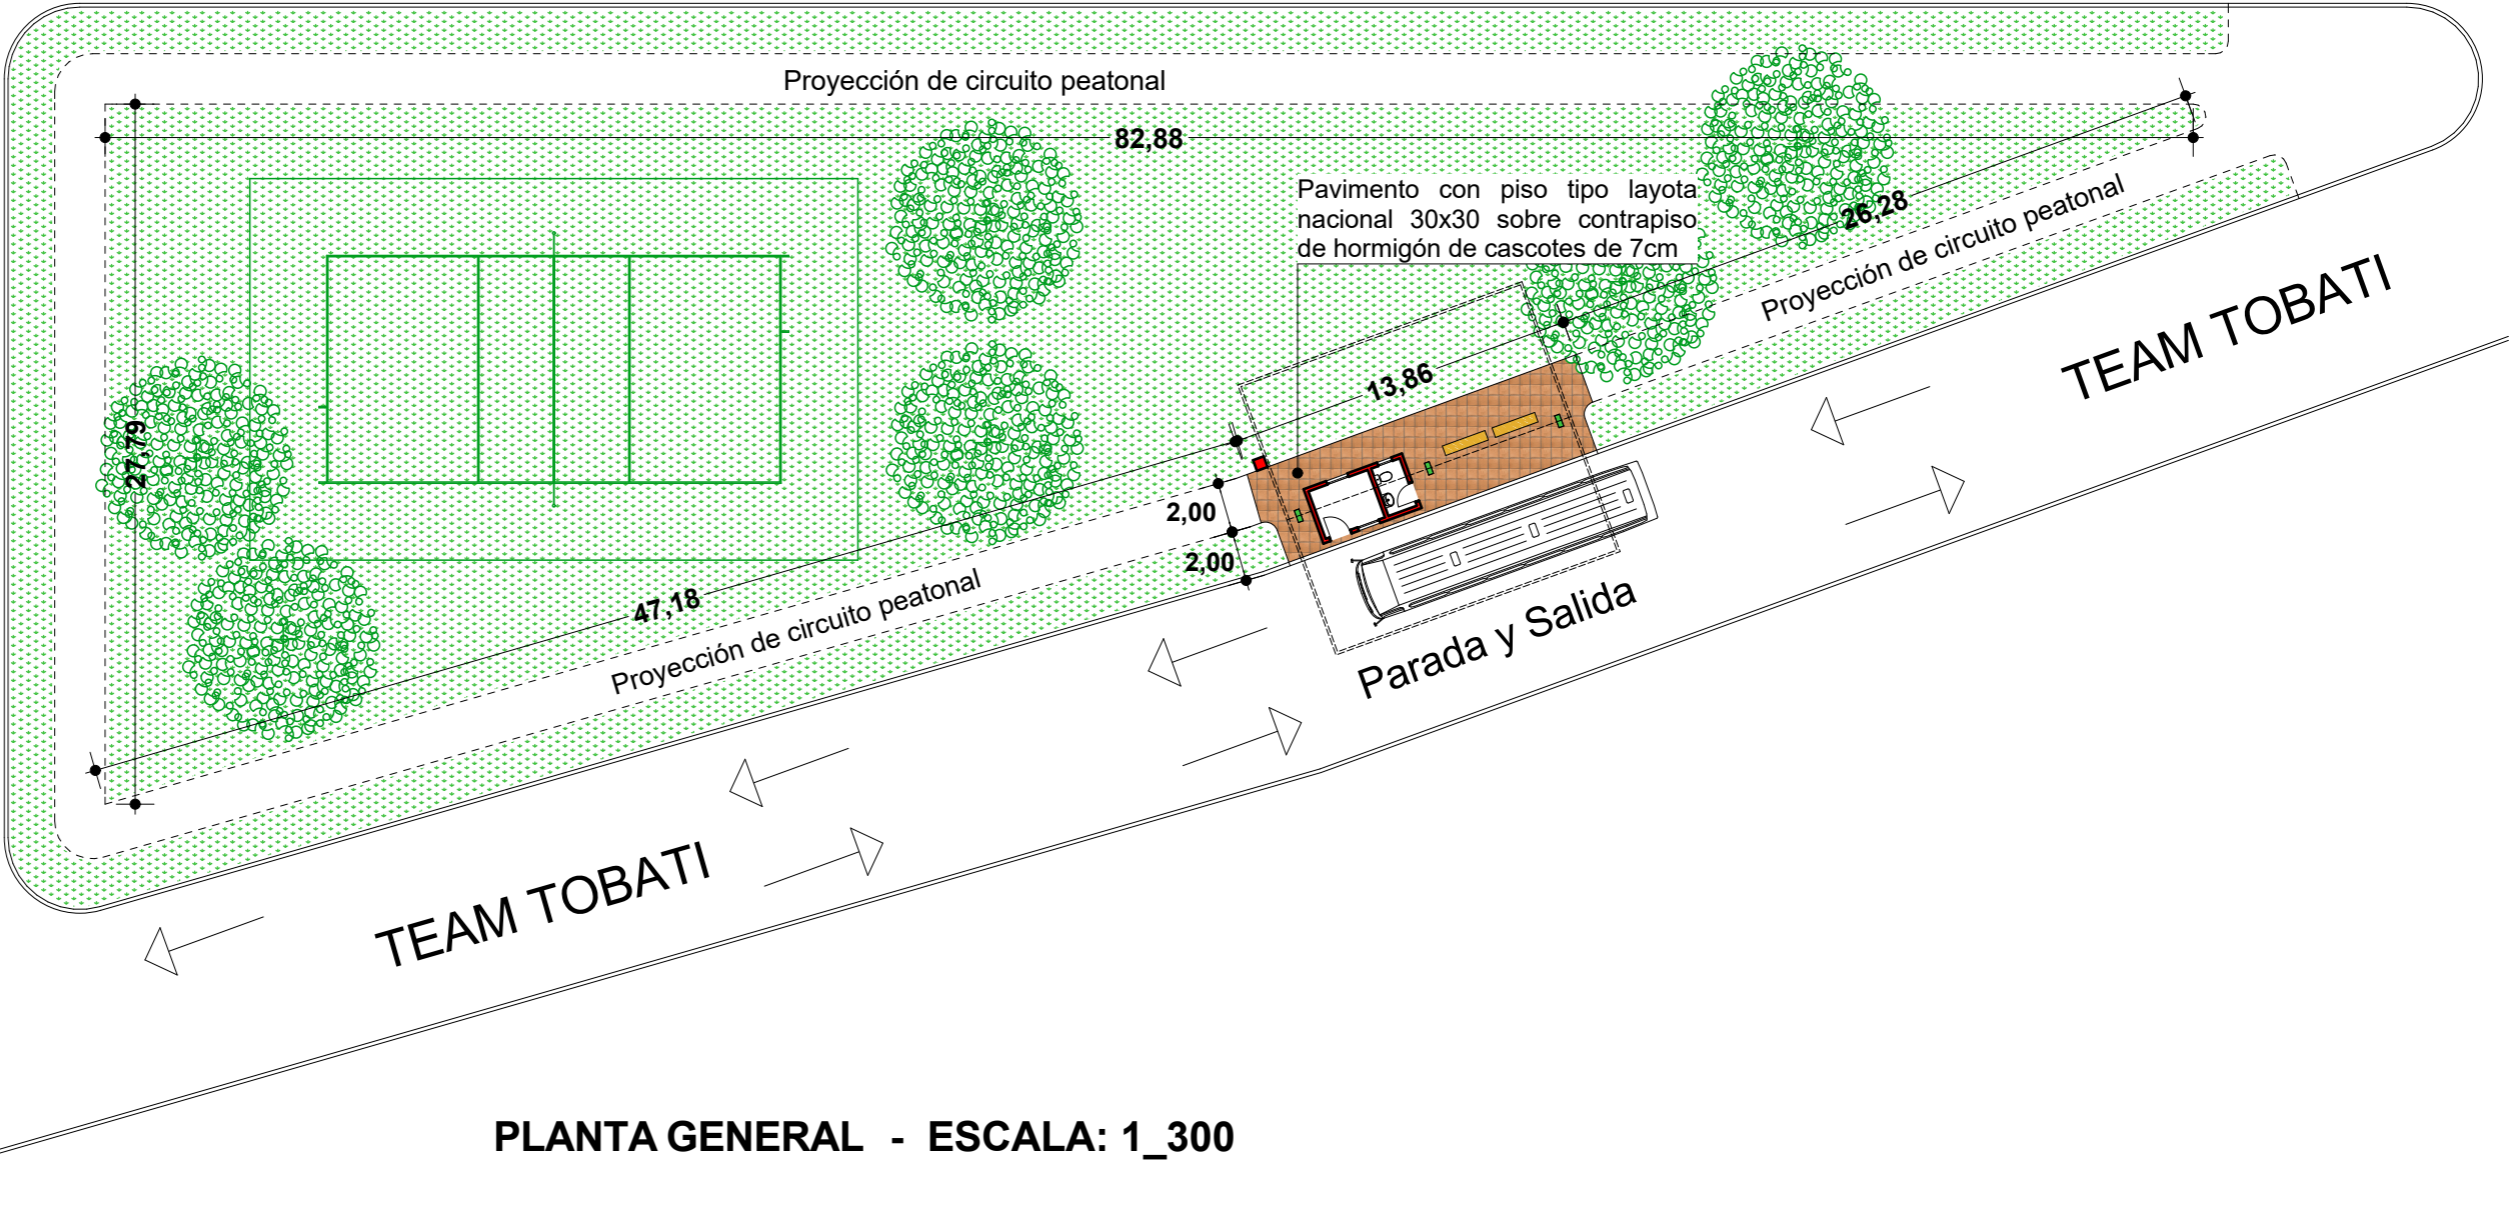 Proyección de circuito peatonal
82,88
Pavimento con piso tipo layota
nacional 30x30 sobre contrapiso
de hormigón de cascotes de 7cm
26,28
Proyección de circuito peatonal
TEAM TOBATI
13,86
27,79
2,00
2,00
47,18
Proyección de circuito peatonal
Parada y Salida
TEAM TOBATI
PLANTA GENERAL - ESCALA: 1_300